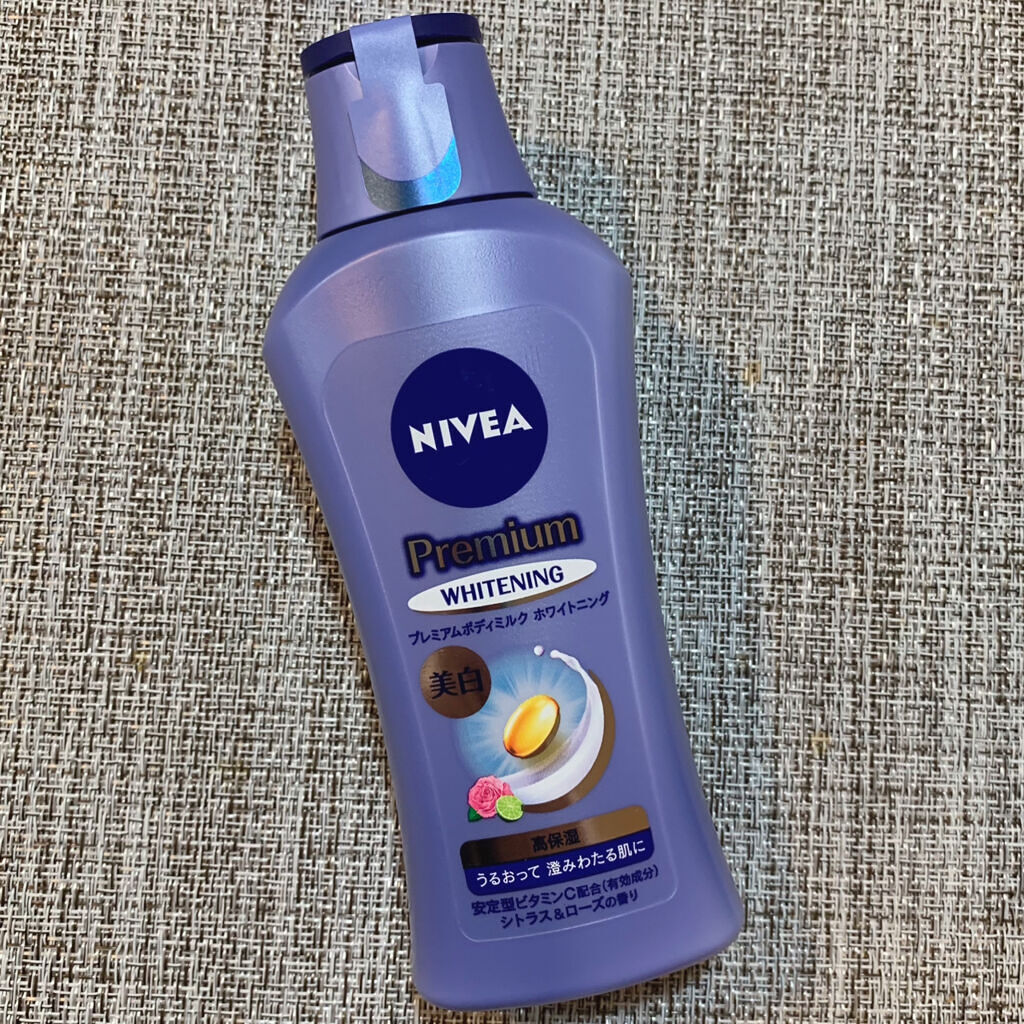 NIVEA
Premium
WHITENING
プレミアムボディミルク ホワイトニング
美白
高保湿
うるおって 澄みわたる肌に
安定型ビタミンC配合(有効成分)
シトラス&ローズの香り